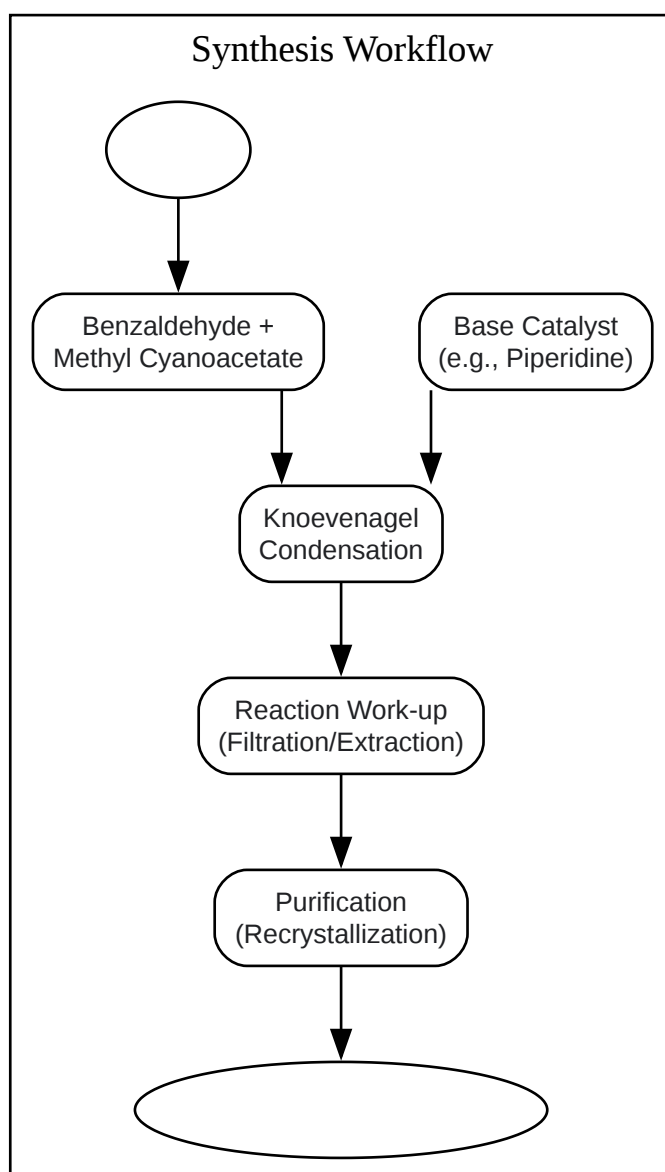 Synthesis Workflow
Benzaldehyde +
Methyl Cyanoacetate
Base Catalyst
(e.g., Piperidine)
Knoevenagel
Condensation
Reaction Work-up
(Filtration/Extraction)
Purification
(Recrystallization)